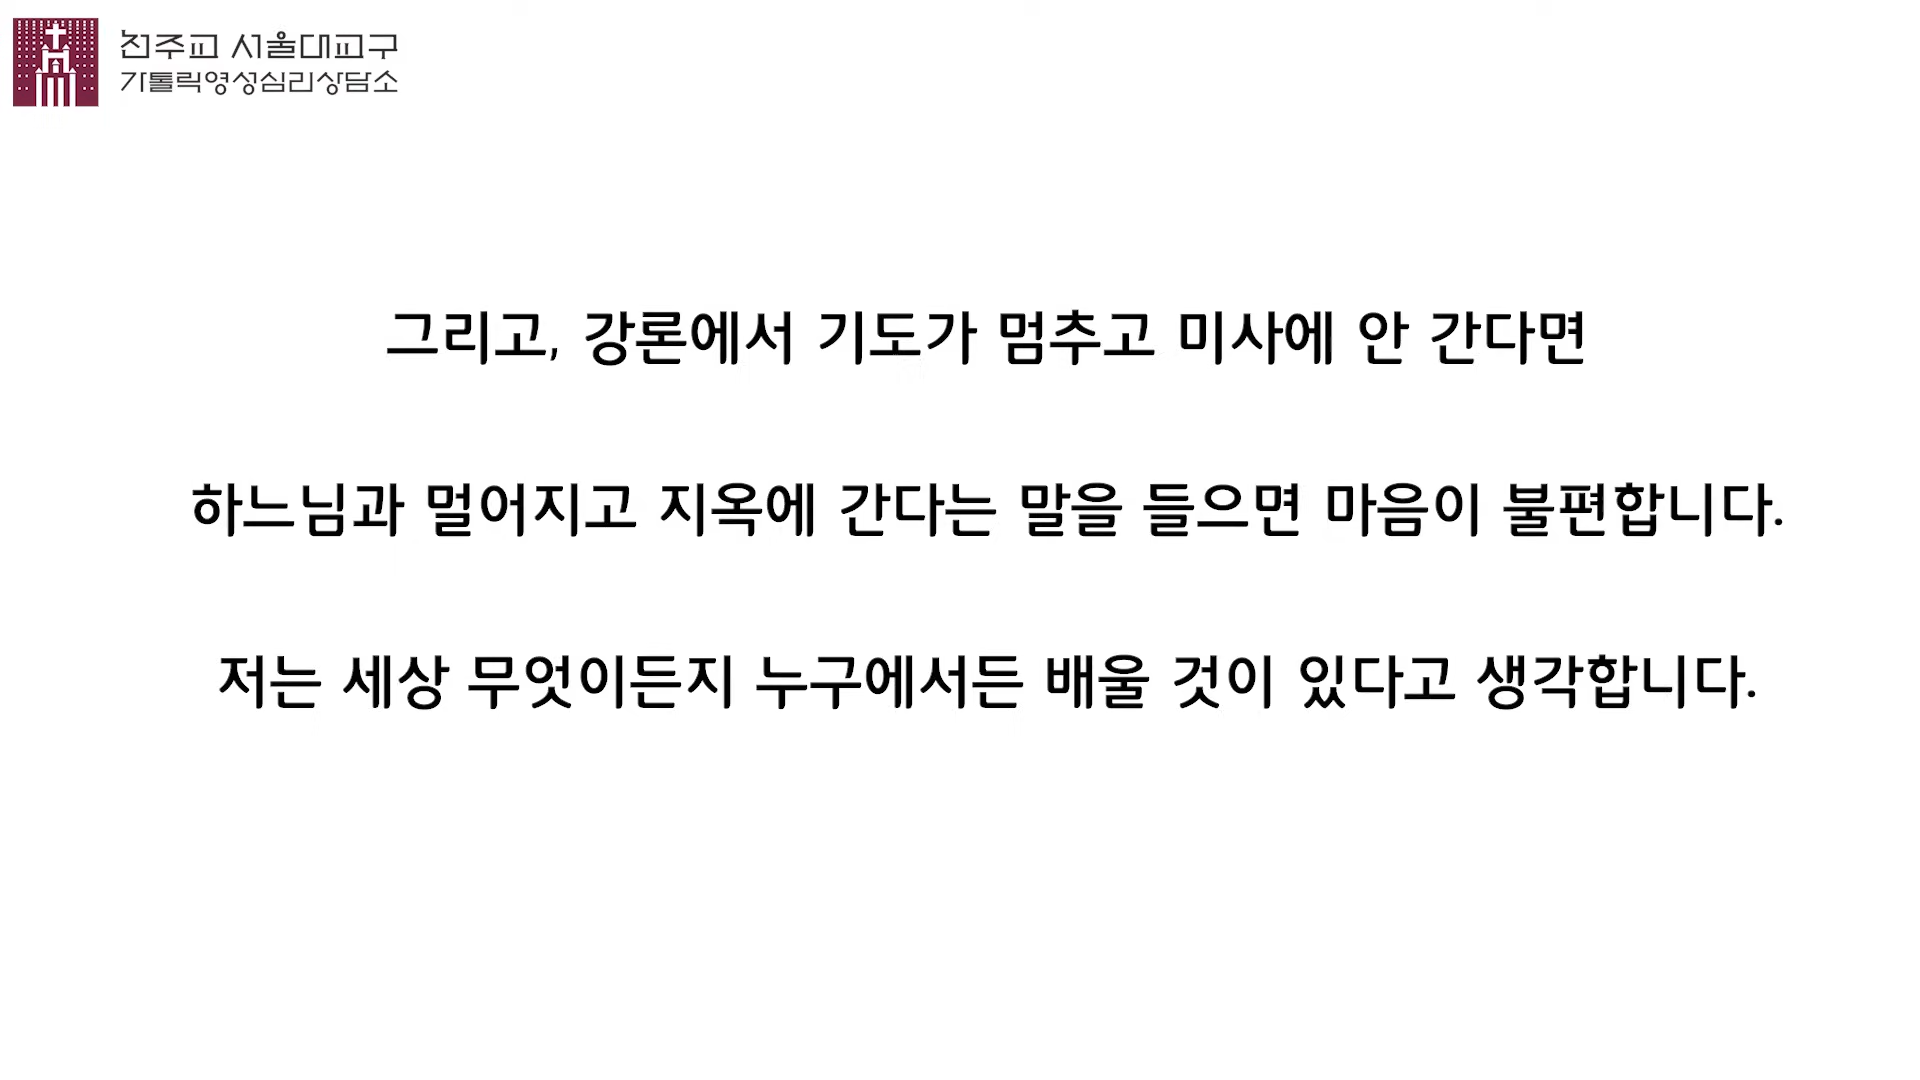 천주교 서울대교구
가톨릭영성심리상담소
그리고, 강론에서 기도가 멈추고 미사에 안 간다면
하느님과 멀어지고 지옥에 간다는 말을 들으면 마음이 불편합니다.
저는 세상 무엇이든지 누구에서든 배울 것이 있다고 생각합니다.